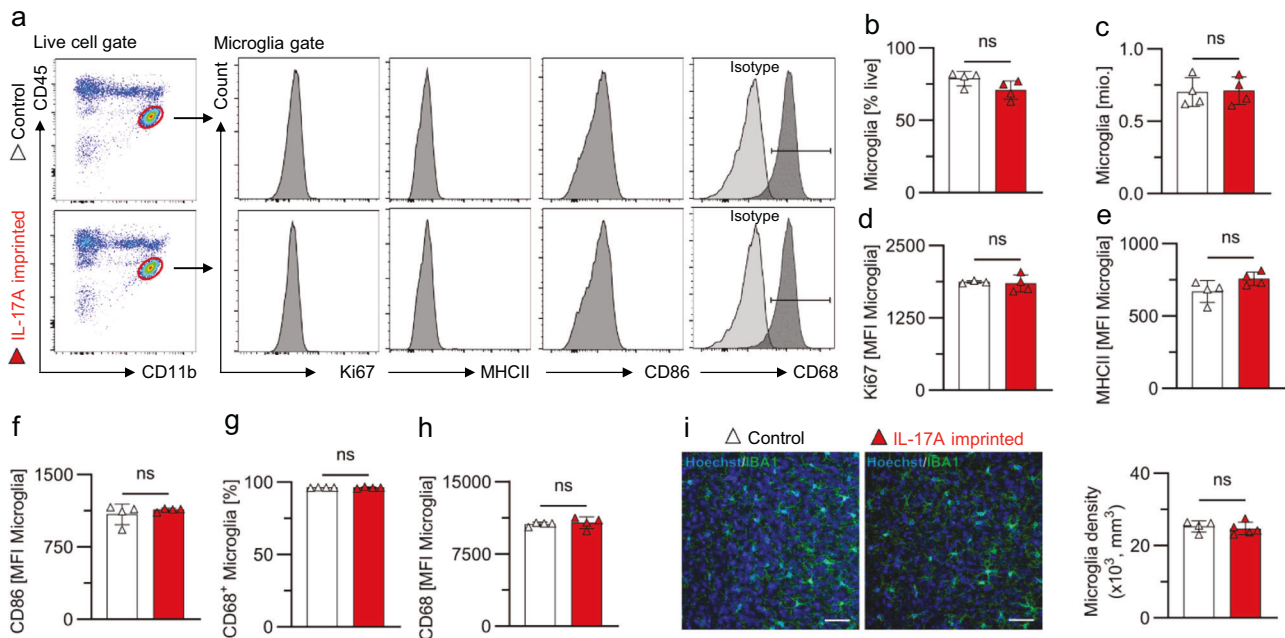 a
Live cell gate
Microglia gate
CD45
Count
Isotype
Control
Isotype
IL-17A imprinted
CD11b
Ki67
MHCII
CD86
CD68
b
ns
Microglia [% live]
100
75
50
25
0
c
ns
Microglia [mio.]
1.0
0.5
0.0
d
ns
Ki67 [MFI Microglia]
2500
1250
0
e
ns
MHCII [MFI Microglia]
1000
500
0
f
ns
CD86 [MFI Microglia]
1500
750
0
g
ns
CD68+ Microglia [%]
100
50
0
h
ns
CD68 [MFI Microglia]
15000
7500
0
i
Control
IL-17A imprinted
Hoechst/IBA1
Hoechst/IBA1
ns
Microglia density
(x10³, mm³)
40
20
0